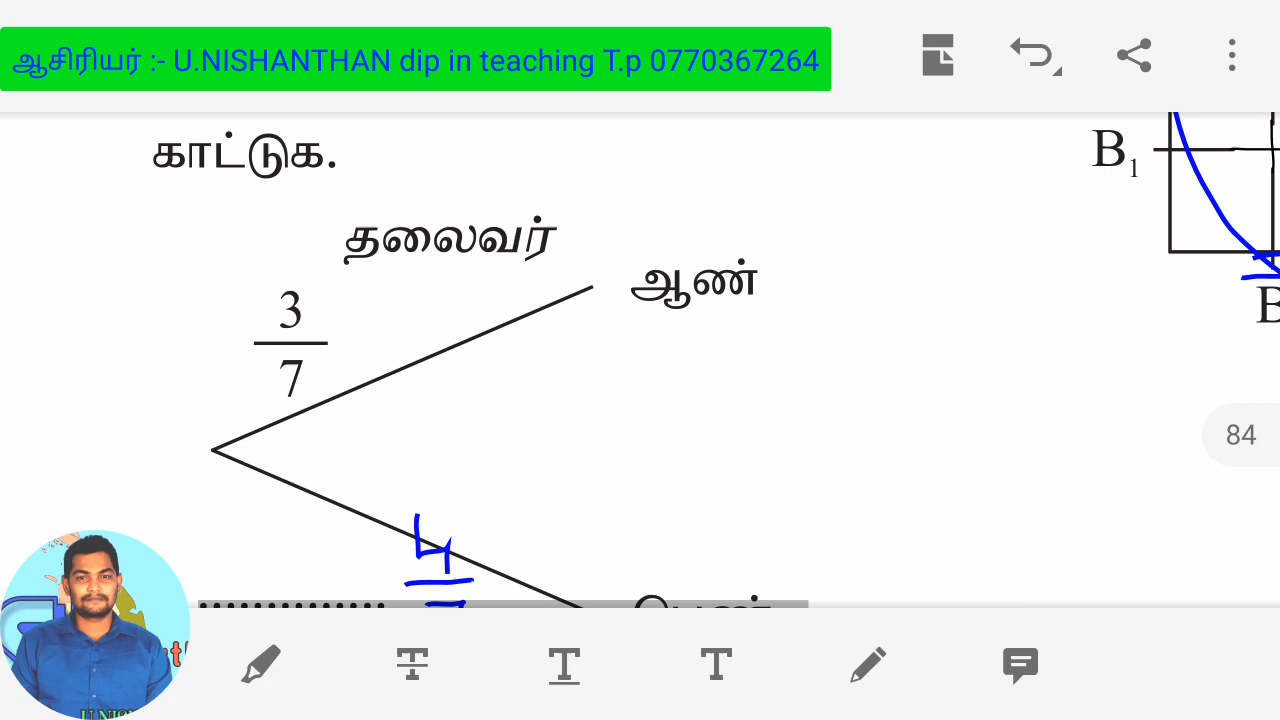 ஆசிரியர் :- U.NISHANTHAN dip in teaching T.p 0770367264
காட்டுக.
B1
தலைவர்
ஆண்
3
7
B
84
4
பெண்